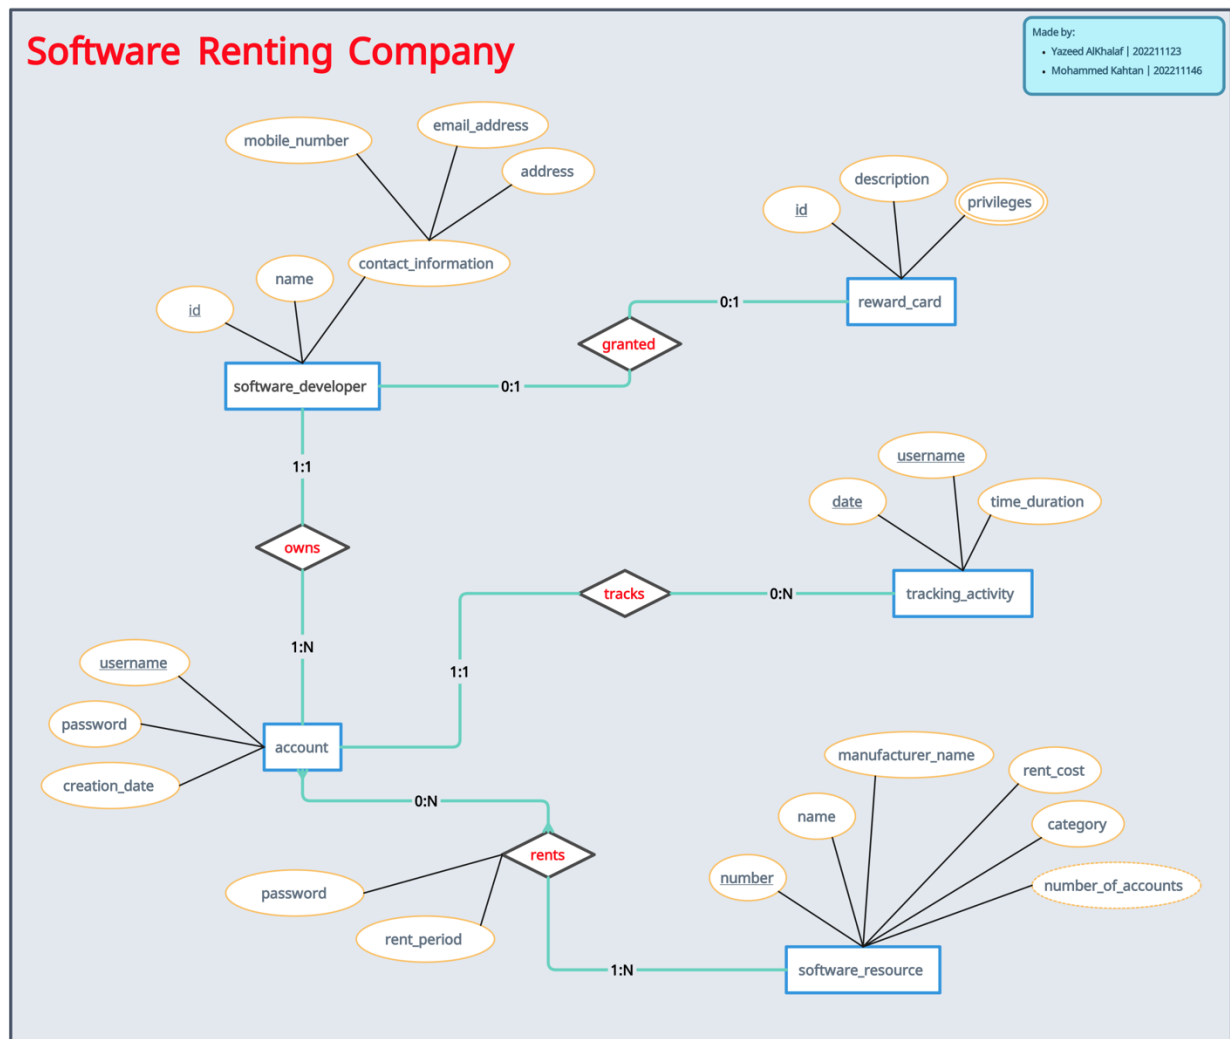 Software Renting Company
Made by:
• Yazeed AlKhalaf | 202211123
• Mohammed Kahtan | 202211146
mobile_number
email_address
address
contact_information
name
id
software_developer
description
id
privileges
reward_card
0:1
granted
0:1
1:1
owns
1:N
username
date
time_duration
tracking_activity
tracks
0:N
1:1
username
password
creation_date
account
0:N
rents
password
rent_period
1:N
manufacturer_name
rent_cost
name
category
number
number_of_accounts
software_resource